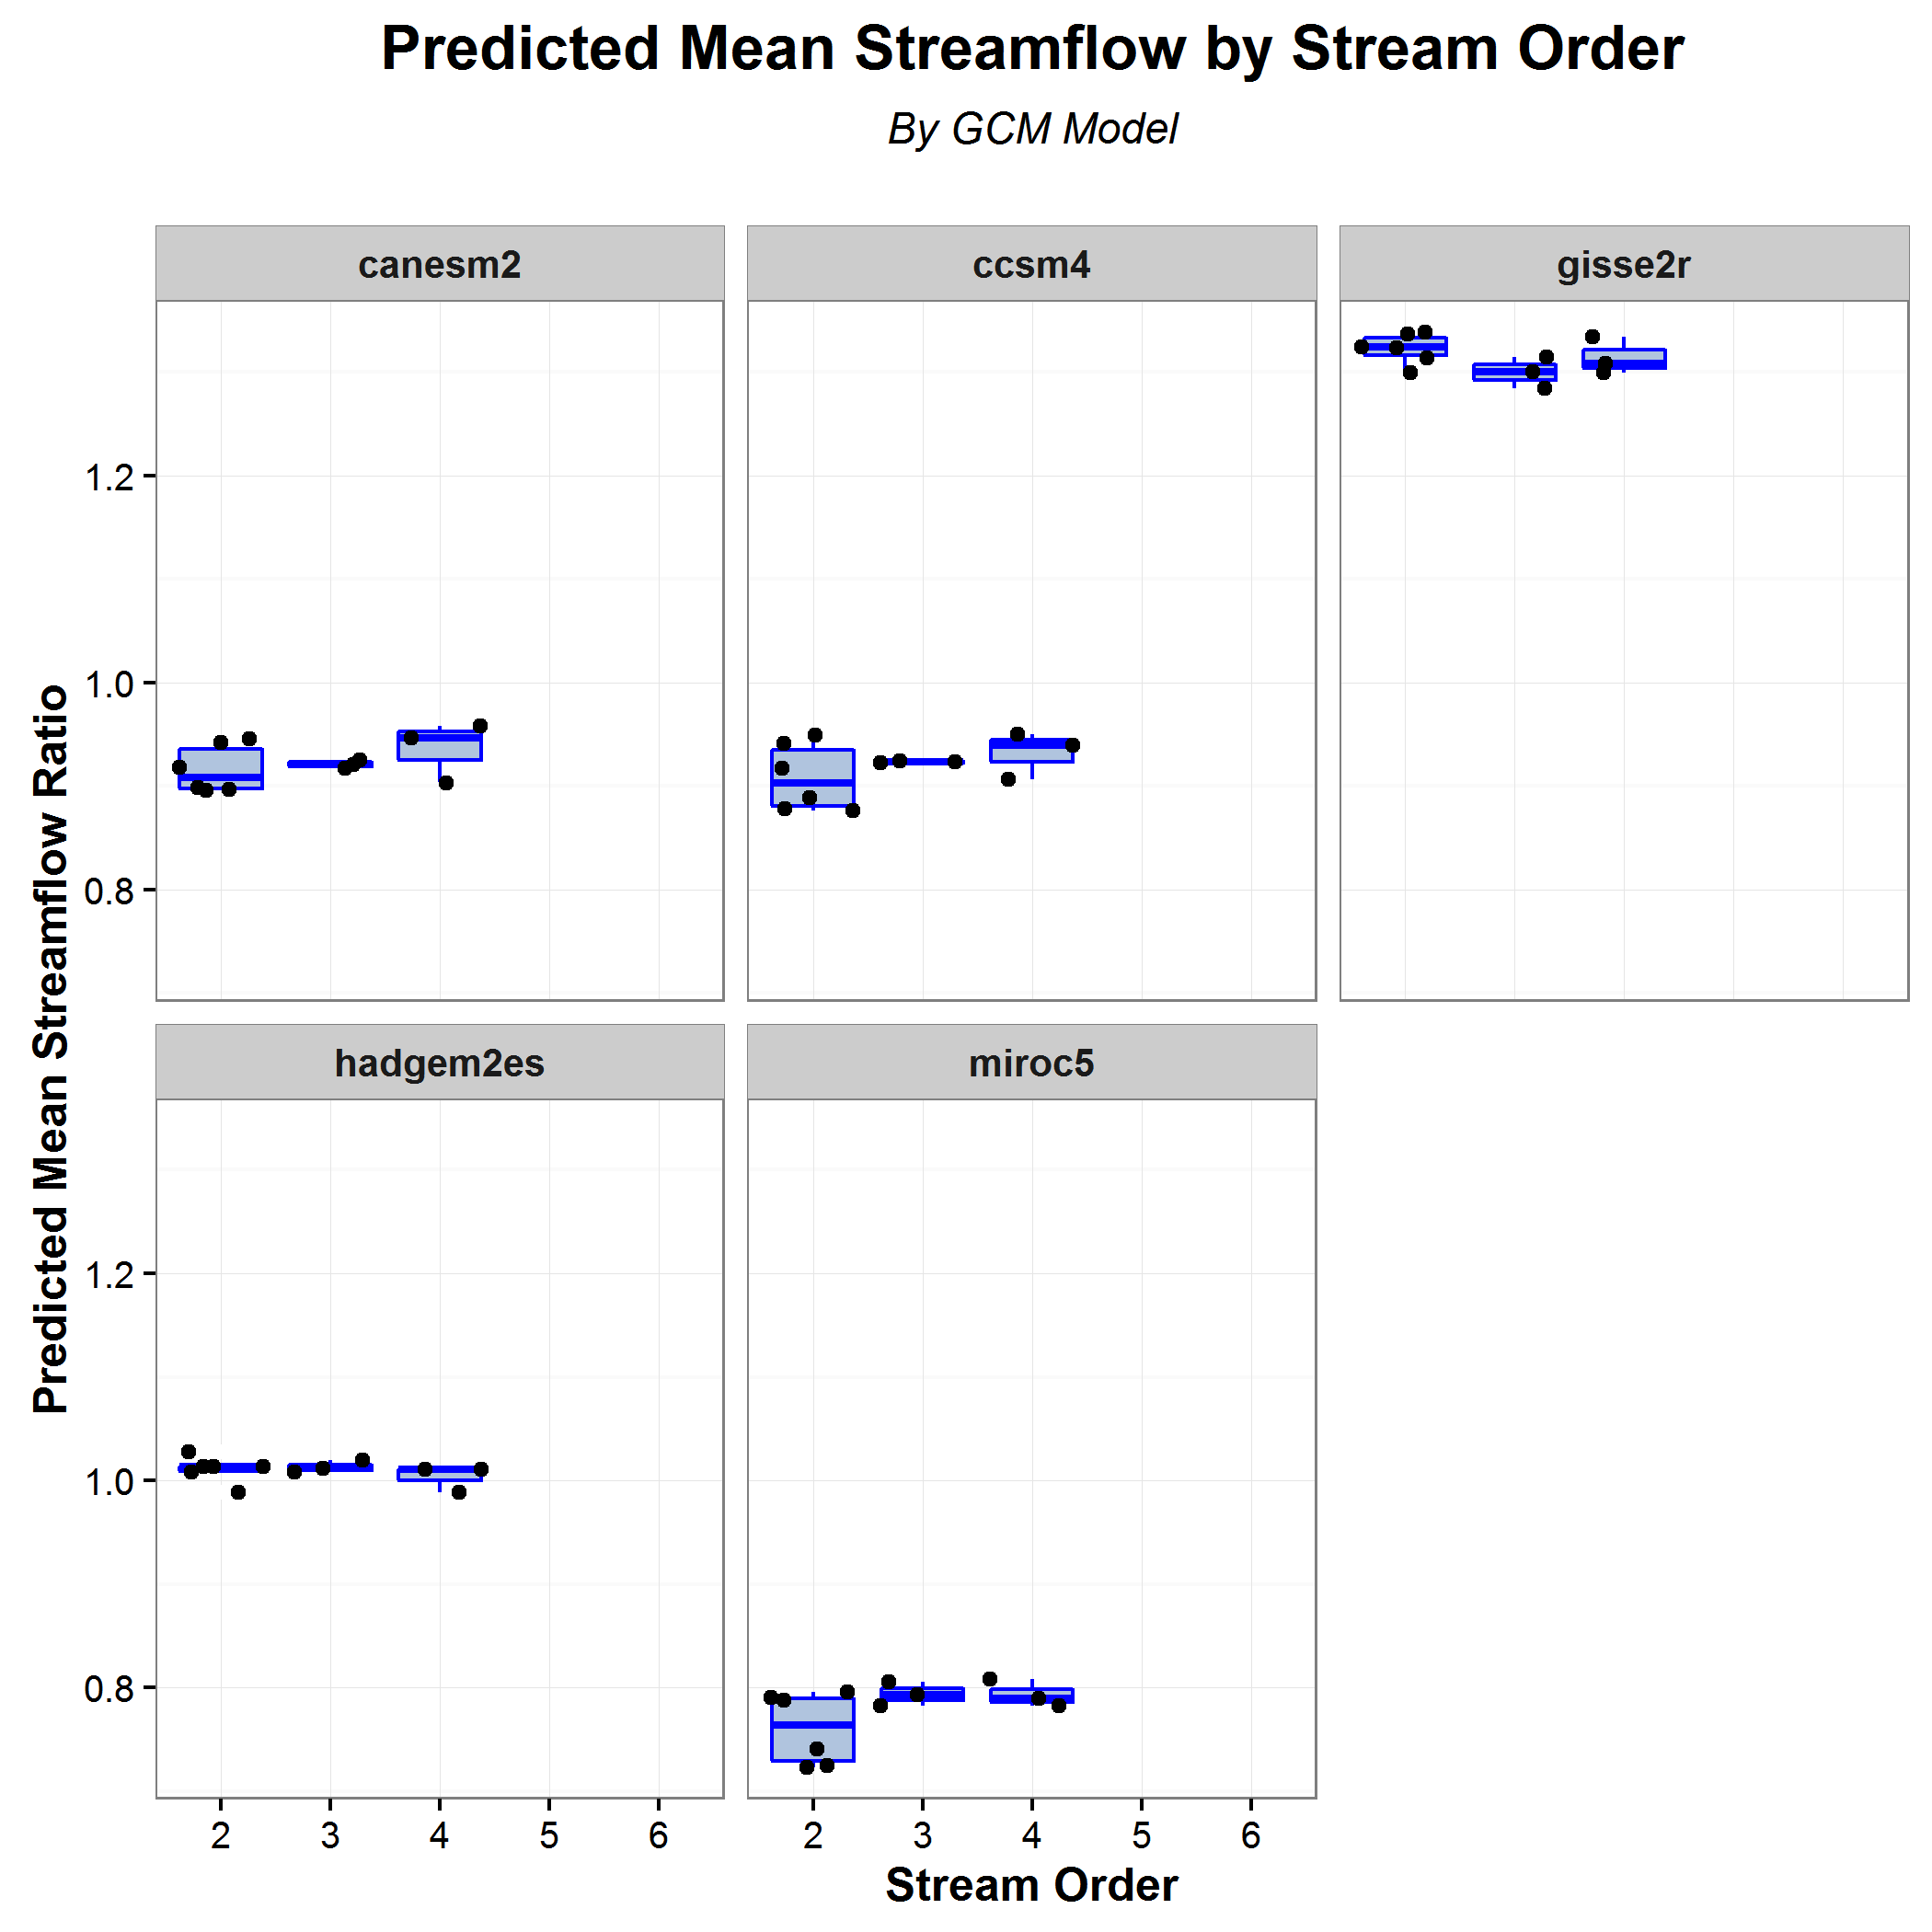 Predicted Mean Streamflow by Stream Order
By GCM Model
canesm2
ccsm4
gisse2r
1.2
1.0
0.8
Predicted Mean Streamflow Ratio
hadgem2es
miroc5
1.2
1.0
0.8
2 3 4 5 6
2 3 4 5 6
Stream Order